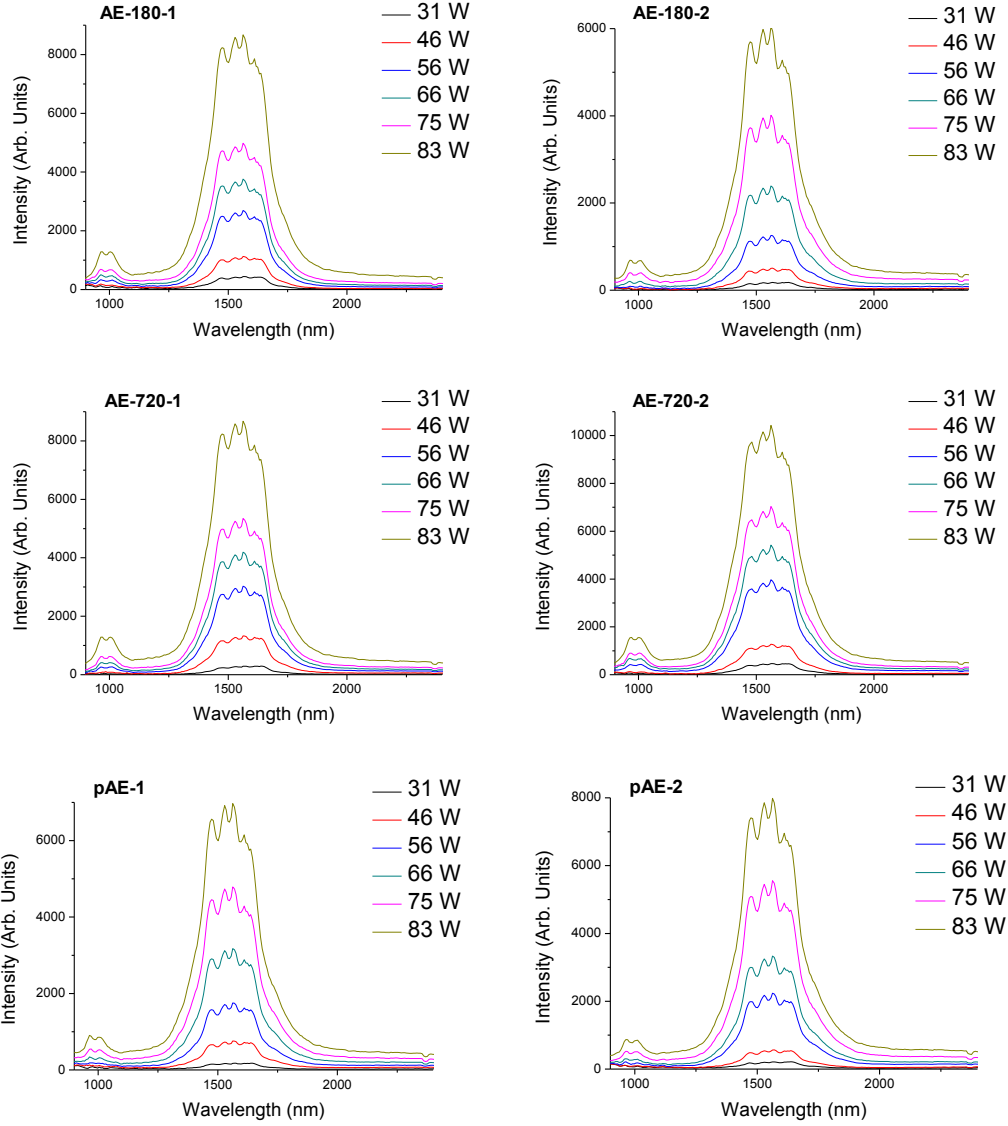 AE-180-1
31 W
46 W
56 W
66 W
75 W
83 W
8000
6000
4000
2000
0
1000
1500
2000
Intensity (Arb. Units)
Wavelength (nm)
AE-180-2
31 W
46 W
56 W
66 W
75 W
83 W
6000
4000
2000
0
1000
1500
2000
Intensity (Arb. Units)
Wavelength (nm)
AE-720-1
31 W
46 W
56 W
66 W
75 W
83 W
8000
6000
4000
2000
0
1000
1500
2000
Intensity (Arb. Units)
Wavelength (nm)
AE-720-2
31 W
46 W
56 W
66 W
75 W
83 W
10000
8000
6000
4000
2000
0
1000
1500
2000
Intensity (Arb. Units)
Wavelength (nm)
pAE-1
31 W
46 W
56 W
66 W
75 W
83 W
6000
4000
2000
0
1000
1500
2000
Intensity (Arb. Units)
Wavelength (nm)
pAE-2
31 W
46 W
56 W
66 W
75 W
83 W
8000
6000
4000
2000
0
1000
1500
2000
Intensity (Arb. Units)
Wavelength (nm)